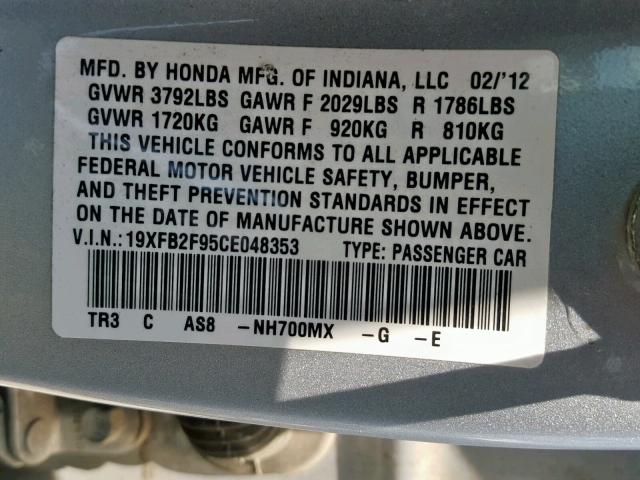 MFD. BY HONDA MFG. OF INDIANA, LLC 02/'12
GVWR 3792LBS GAWR F 2029LBS R 1786LBS
GVWR 1720KG GAWR F 920KG R 810KG
THIS VEHICLE CONFORMS TO ALL APPLICABLE
FEDERAL MOTOR VEHICLE SAFETY, BUMPER,
AND THEFT PREVENTION STANDARDS IN EFFECT
ON THE DATE OF MANUFACTURE SHOWN ABOVE.
V.I.N.:19XFB2F95CE048353 TYPE: PASSENGER CAR
TR3 C AS8 -NH700MX -G -E